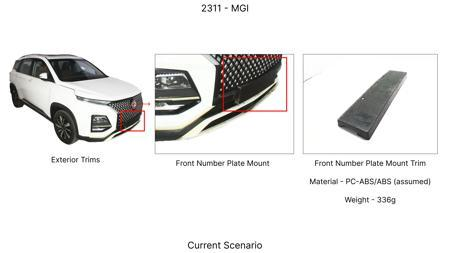 2311 - MGI
Exterior Trims
Front Number Plate Mount
Front Number Plate Mount Trim
Material - PC-ABS/ABS (assumed)
Weight - 336g
Current Scenario